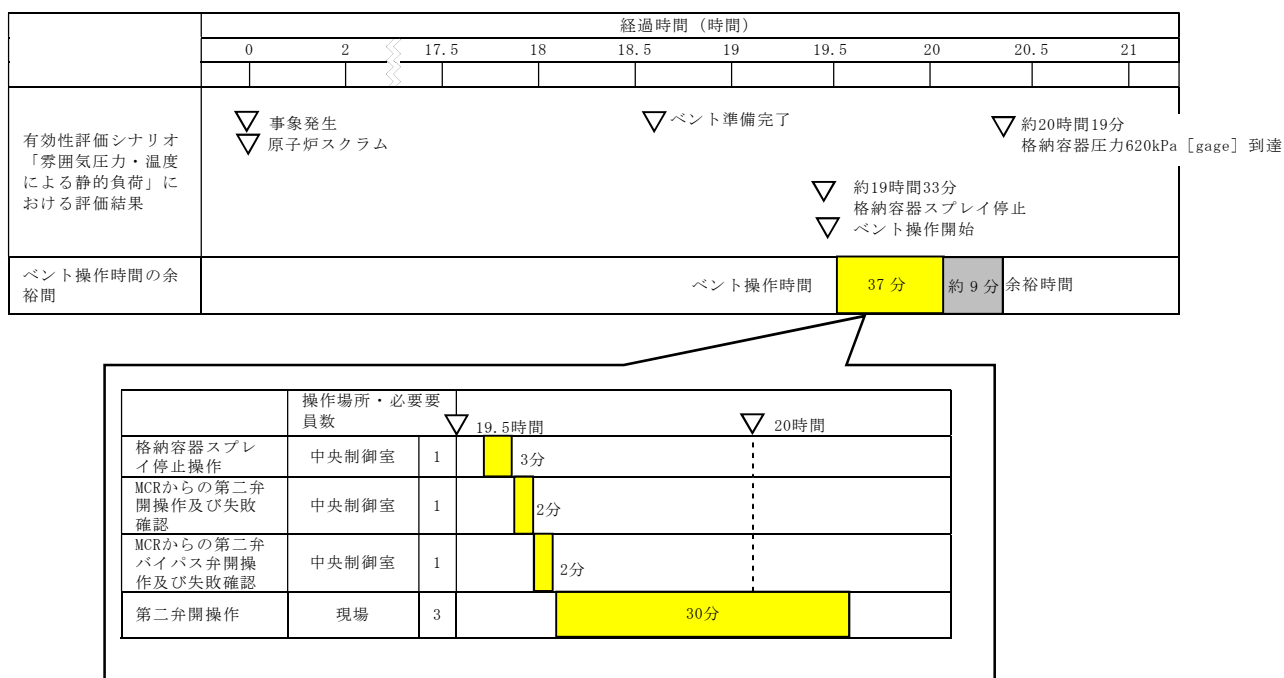 経過時間（時間）
0 2 17.5 18 18.5 19 19.5 20 20.5 21
有効性評価シナリオ
「雰囲気圧力・温度
による静的負荷」に
おける評価結果
事象発生
原子炉スクラム
ベント準備完了
約20時間19分
格納容器圧力620kPa［gage］到達
約19時間33分
格納容器スプレイ停止
ベント操作開始
ベント操作時間の余
裕間
ベント操作時間 37 分 約 9 分 余裕時間
操作場所・必要要
員数
19.5時間 20時間
格納容器スプレ
イ停止操作
中央制御室 1 3分
MCRからの第二弁
開操作及び失敗
確認
中央制御室 1 2分
MCRからの第二弁
バイパス弁開操
作及び失敗確認
中央制御室 1 2分
第二弁開操作 現場 3 30分